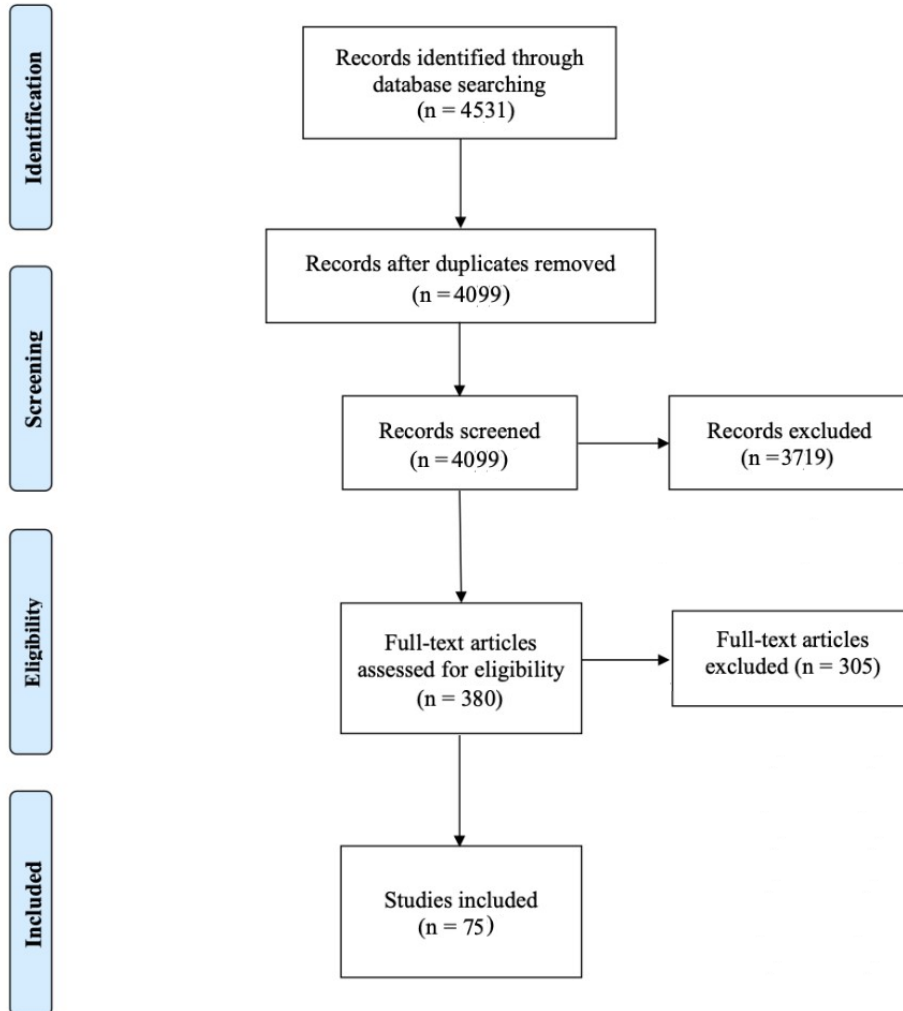 Identification
Records identified through
database searching
(n = 4531)
Records after duplicates removed
(n = 4099)
Screening
Records screened
(n = 4099)
Records excluded
(n =3719)
Eligibility
Full-text articles
assessed for eligibility
(n = 380)
Full-text articles
excluded (n = 305)
Included
Studies included
(n = 75)